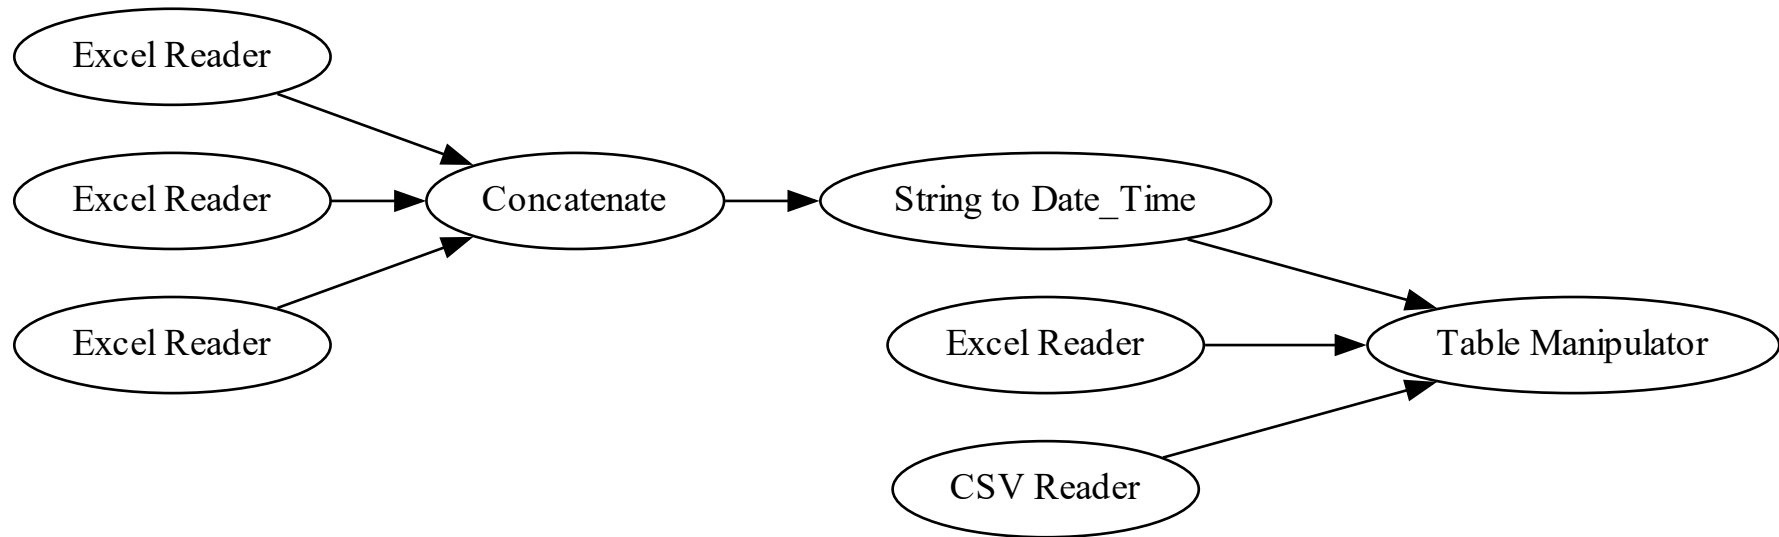 Excel Reader
Excel Reader
Concatenate
String to Date_Time
Excel Reader
Excel Reader
Table Manipulator
CSV Reader